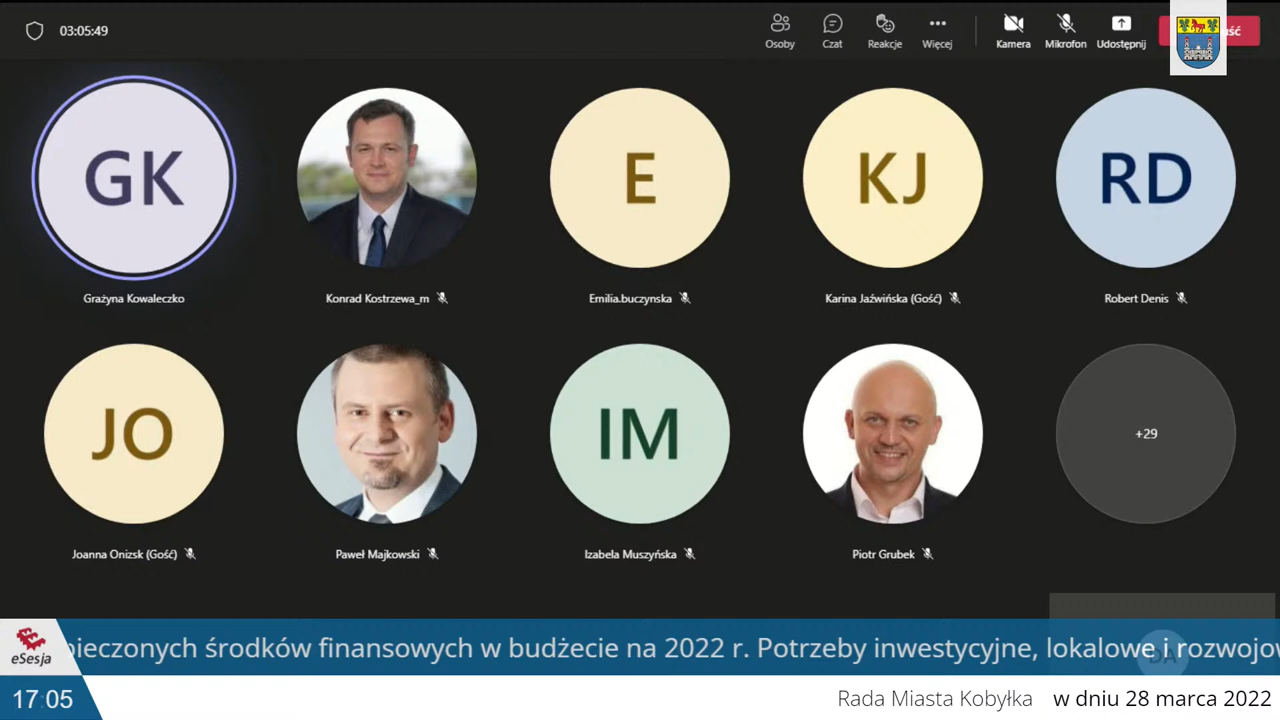 03:05:49
Osoby
Czat
Reakcje
Więcej
Kamera
Mikrofon
Udostępnij
GK
E
KJ
RD
Grażyna Kowaleczko
Konrad Kostrzewa_m
Emilia.buczynska
Karina Jaźwińska (Gość)
Robert Denis
JO
IM
+29
Joanna Onizsk (Gość)
Paweł Majkowski
Izabela Muszyńska
Piotr Grubek
eSesja
pieczonych środków finansowych w budżecie na 2022 r. Potrzeby inwestycyjne, lokalowe i rozwojow
DA
17:05
Rada Miasta Kobyłka w dniu 28 marca 2022